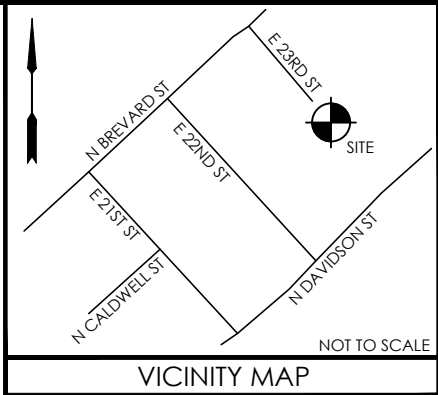 E 23RD ST
N BREVARD ST
SITE
E 22ND ST
E 21ST ST
N DAVIDSON ST
N CALDWELL ST
NOT TO SCALE
VICINITY MAP